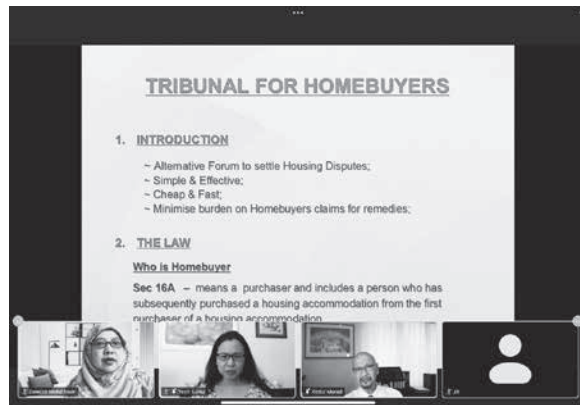 TRIBUNAL FOR HOMEBUYERS
1. INTRODUCTION
~ Alternative Forum to settle Housing Disputes;
~ Simple & Effective;
~ Cheap & Fast;
~ Minimise burden on Homebuyers claims for remedies;
2. THE LAW
Who is Homebuyer
Sec 16A – means a purchaser and includes a person who has
subsequently purchased a housing accommodation from the first
purchaser of a housing accommodation